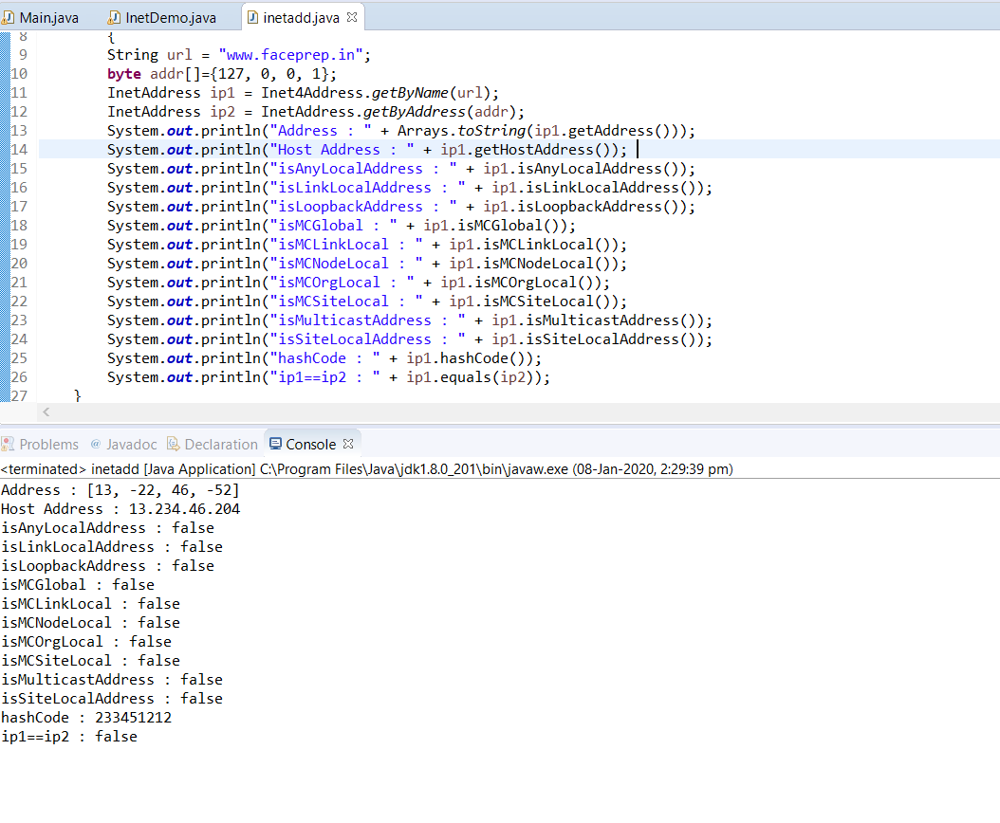 Main.java InetDemo.java inetadd.java
8 {
9 String url = "www.faceprep.in";
10 byte addr[]={127, 0, 0, 1};
11 InetAddress ip1 = Inet4Address.getByName(url);
12 InetAddress ip2 = InetAddress.getByAddress(addr);
13 System.out.println("Address : " + Arrays.toString(ip1.getAddress()));
14 System.out.println("Host Address : " + ip1.getHostAddress());
15 System.out.println("isAnyLocalAddress : " + ip1.isAnyLocalAddress());
16 System.out.println("isLinkLocalAddress : " + ip1.isLinkLocalAddress());
17 System.out.println("isLoopbackAddress : " + ip1.isLoopbackAddress());
18 System.out.println("isMCGlobal : " + ip1.isMCGlobal());
19 System.out.println("isMCLinkLocal : " + ip1.isMCLinkLocal());
20 System.out.println("isMCNodeLocal : " + ip1.isMCNodeLocal());
21 System.out.println("isMCOrgLocal : " + ip1.isMCOrgLocal());
22 System.out.println("isMCSiteLocal : " + ip1.isMCSiteLocal());
23 System.out.println("isMulticastAddress : " + ip1.isMulticastAddress());
24 System.out.println("isSiteLocalAddress : " + ip1.isSiteLocalAddress());
25 System.out.println("hashCode : " + ip1.hashCode());
26 System.out.println("ip1==ip2 : " + ip1.equals(ip2));
27 }
Problems @ Javadoc Declaration Console
<terminated> inetadd [Java Application] C:\Program Files\Java\jdk1.8.0_201\bin\javaw.exe (08-Jan-2020, 2:29:39 pm)
Address : [13, -22, 46, -52]
Host Address : 13.234.46.204
isAnyLocalAddress : false
isLinkLocalAddress : false
isLoopbackAddress : false
isMCGlobal : false
isMCLinkLocal : false
isMCNodeLocal : false
isMCOrgLocal : false
isMCSiteLocal : false
isMulticastAddress : false
isSiteLocalAddress : false
hashCode : 233451212
ip1==ip2 : false